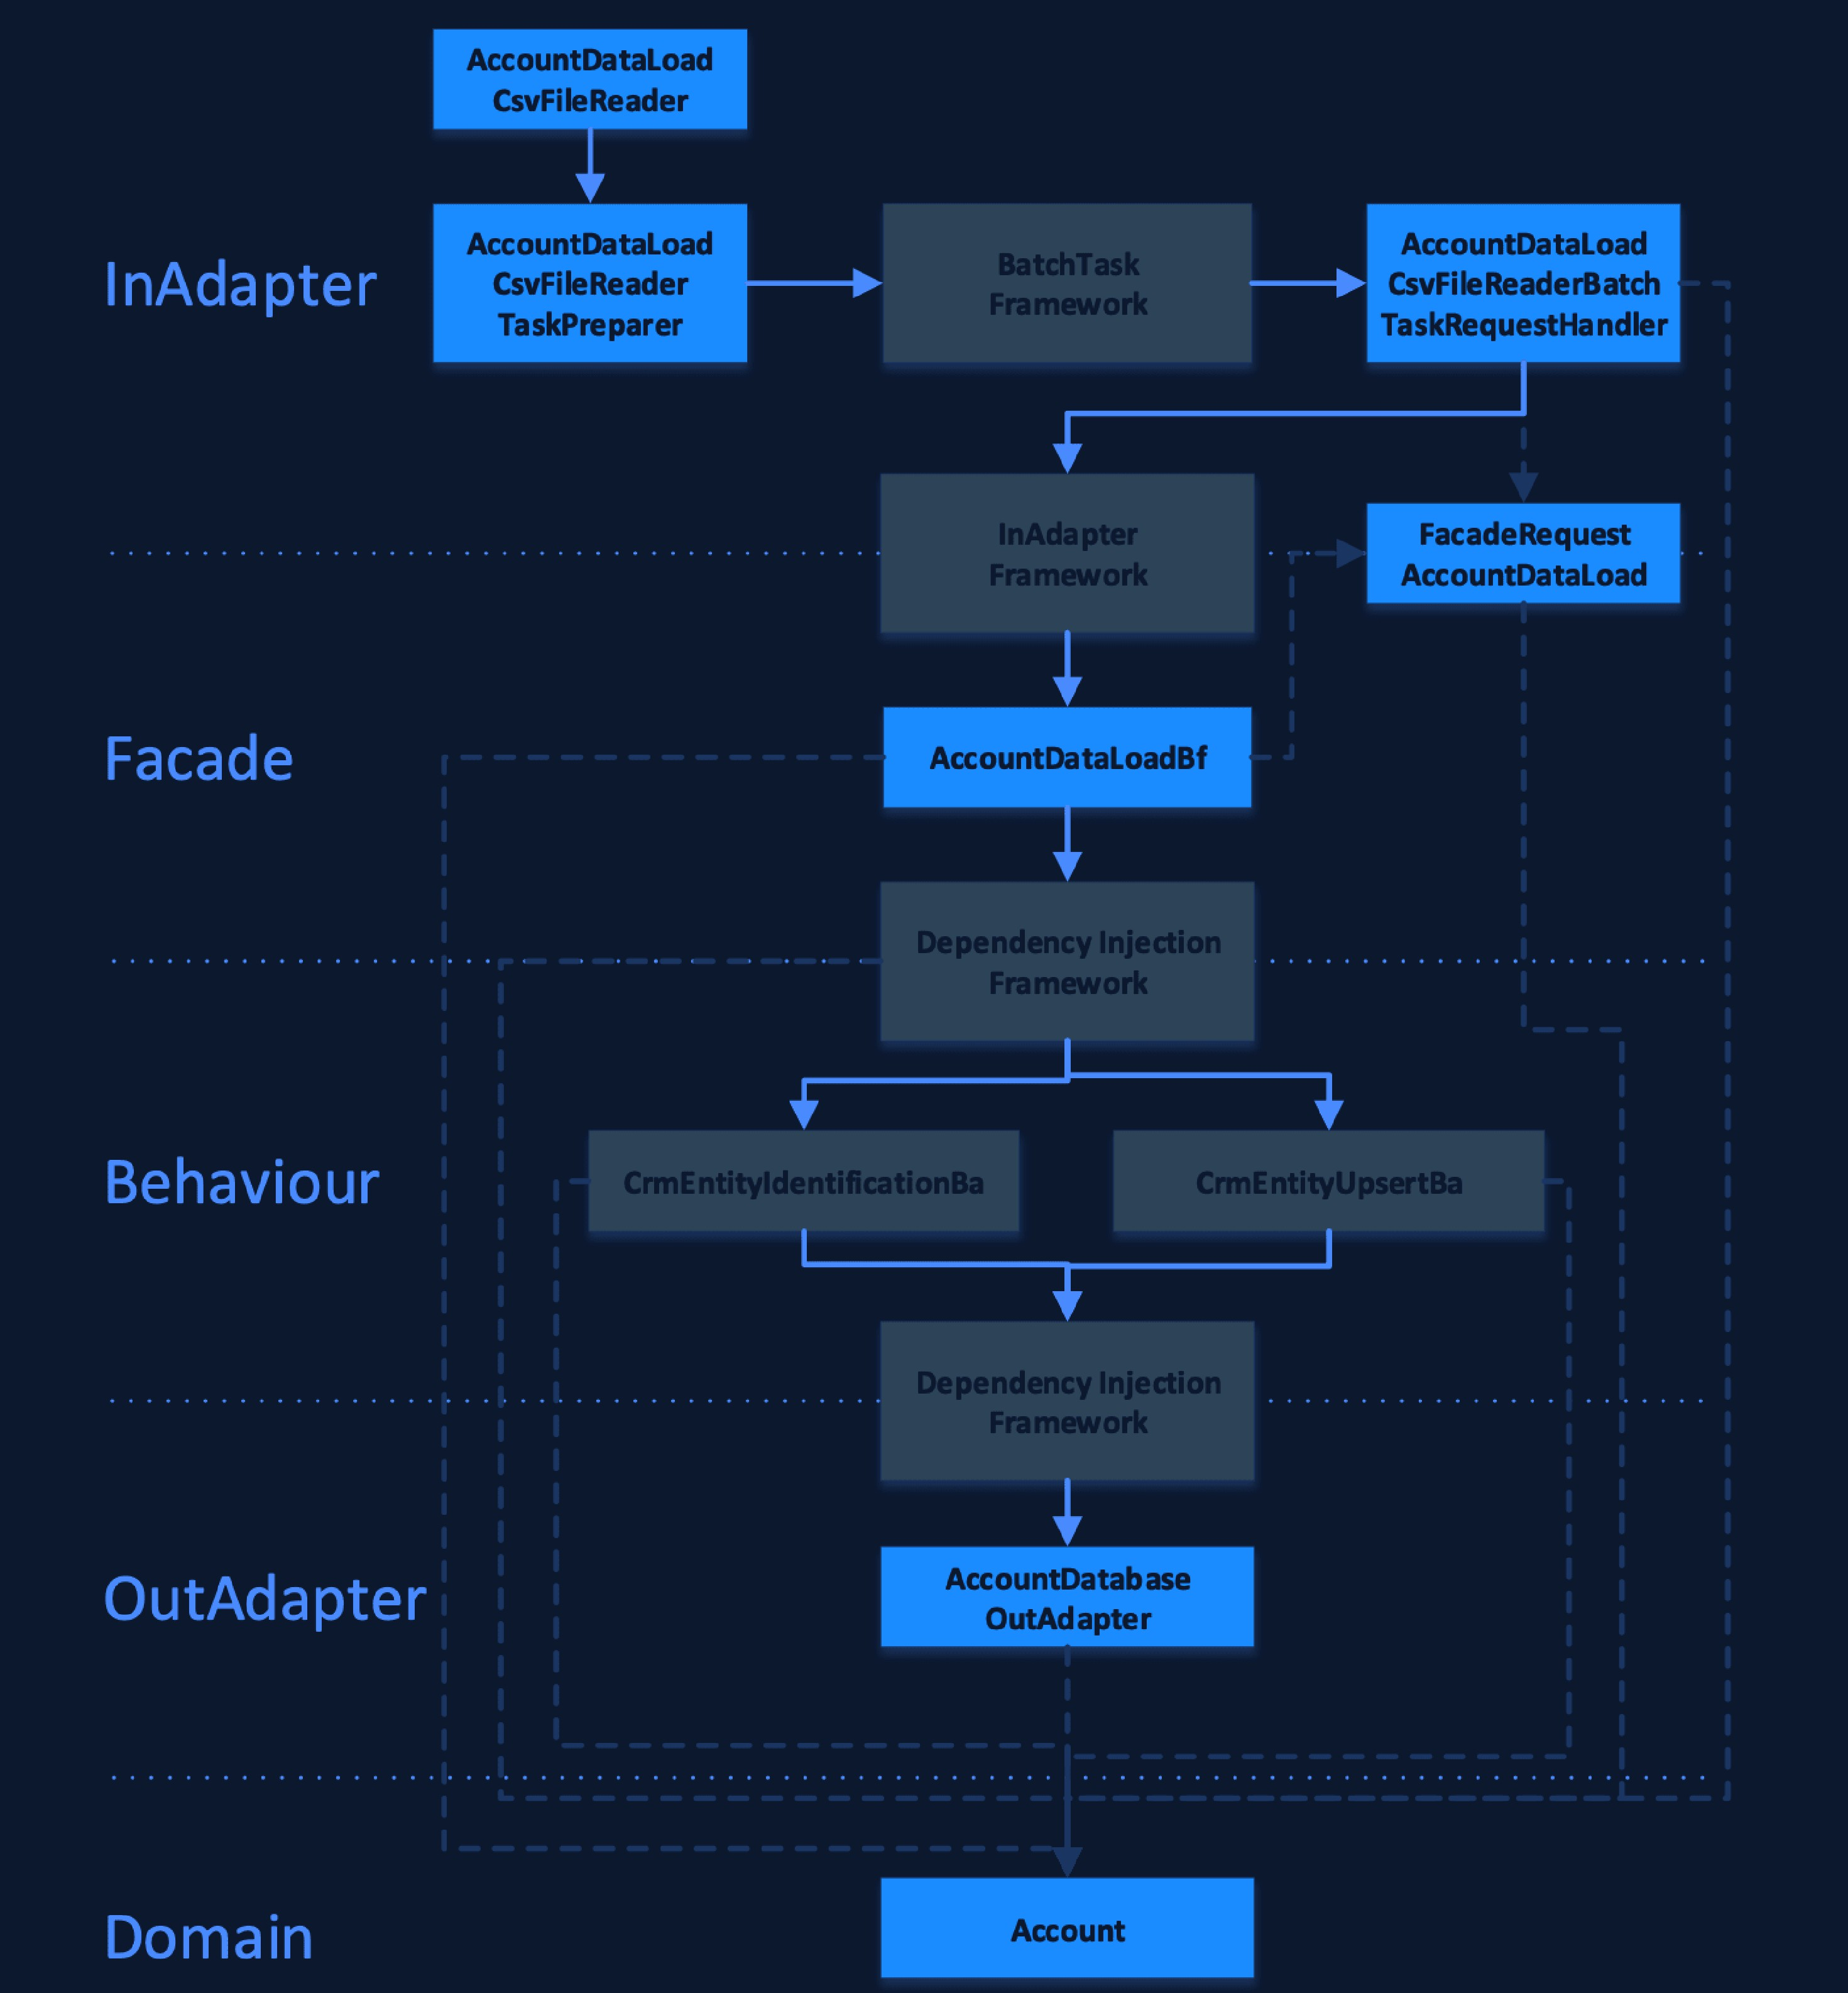 AccountDataLoad
CsvFileReader
InAdapter
AccountDataLoad
CsvFileReader
TaskPreparer
BatchTask
Framework
AccountDataLoad
CsvFileReaderBatch
TaskRequestHandler
InAdapter
Framework
FacadeRequest
AccountDataLoad
Facade
AccountDataLoadBf
Dependency Injection
Framework
Behaviour
CrmEntityIdentificationBa
CrmEntityUpsertBa
Dependency Injection
Framework
OutAdapter
AccountDatabase
OutAdapter
Domain
Account